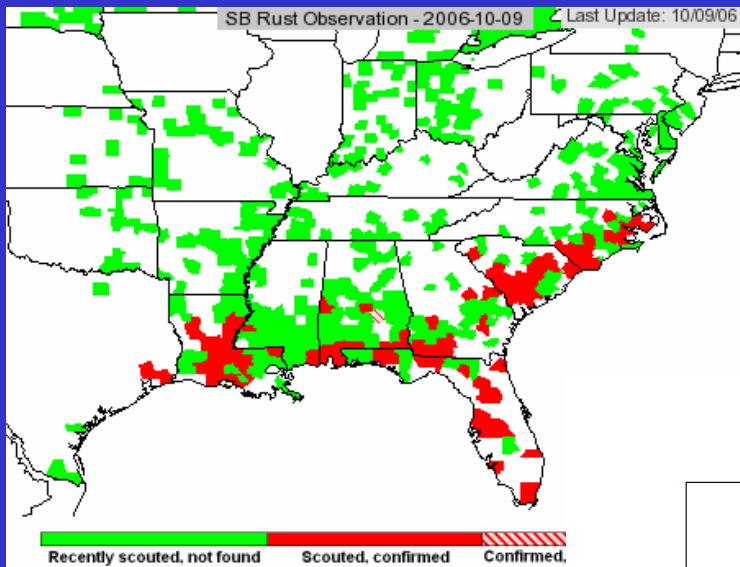 SB Rust Observation - 2006-10-09
Last Update: 10/09/06
Recently scouted, not found
Scouted, confirmed
Confirmed,